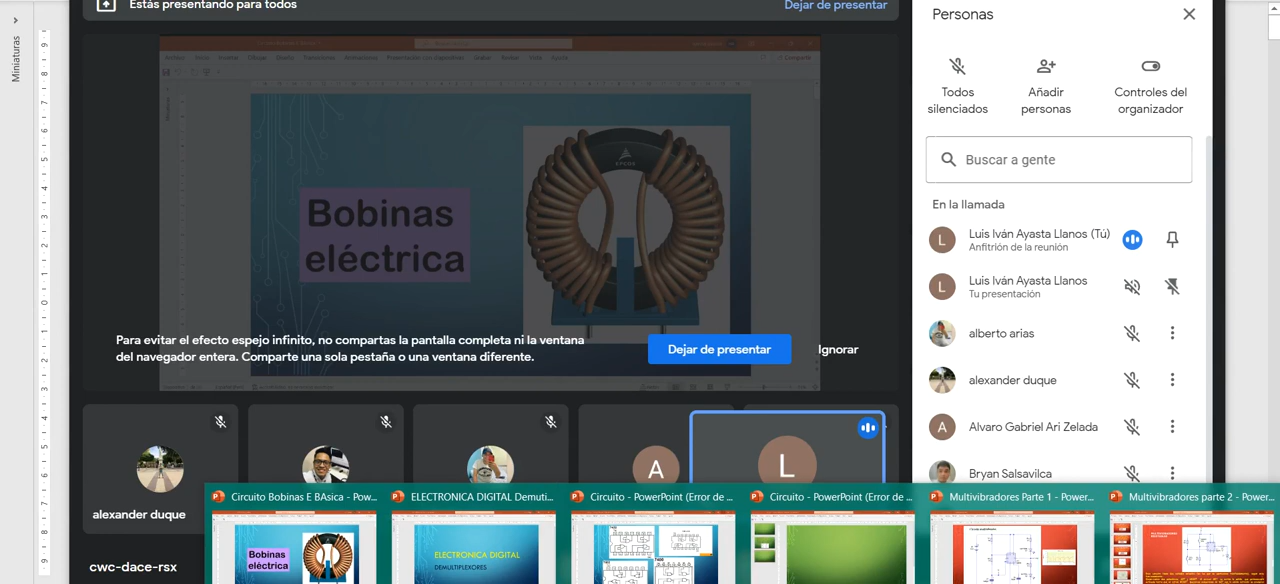 Estás presentando para todos
Dejar de presentar
Miniaturas
Bobinas
eléctrica
EPCOS
Para evitar el efecto espejo infinito, no compartas la pantalla completa ni la ventana
del navegador entera. Comparte una sola pestaña o una ventana diferente.
Dejar de presentar
Ignorar
Personas
Todos
silenciados
Añadir
personas
Controles del
organizador
Buscar a gente
En la llamada
L
Luis Iván Ayasta Llanos (Tú)
Anfitrión de la reunión
L
Luis Iván Ayasta Llanos
Tu presentación
alberto arias
alexander duque
A
Alvaro Gabriel Ari Zelada
Bryan Salsavilca
alexander duque
A
L
cwc-dace-rsx
Circuito Bobinas E BAsica - Pow...
ELECTRONICA DIGITAL Demuti...
Circuito - PowerPoint (Error de ...
Circuito - PowerPoint (Error de ...
Multivibradores Parte 1 - Power...
Multivibradores parte 2 - Power...
Bobinas
eléctrica
ELECTRONICA DIGITAL
DEMUTIPLEXORES